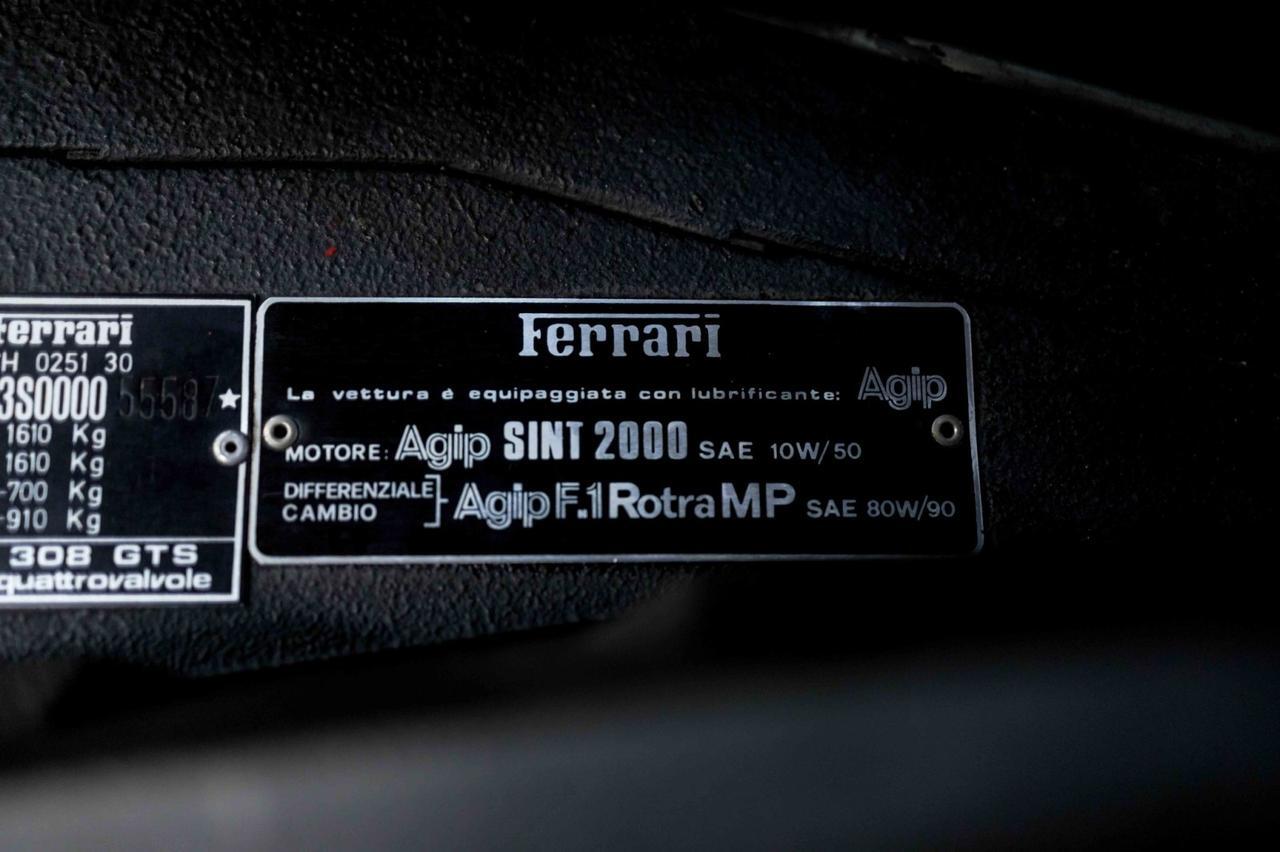 Ferrari
H 0251 30
3S0000 55587★
1610 Kg
1610 Kg
-700 Kg
-910 Kg
308 GTS
quattrovalvole
Ferrari
La vettura è equipaggiata con lubrificante: Agip
MOTORE: Agip SINT 2000 SAE 10W/50
DIFFERENZIALE
CAMBIO } Agip F.1 Rotra MP SAE 80W/90